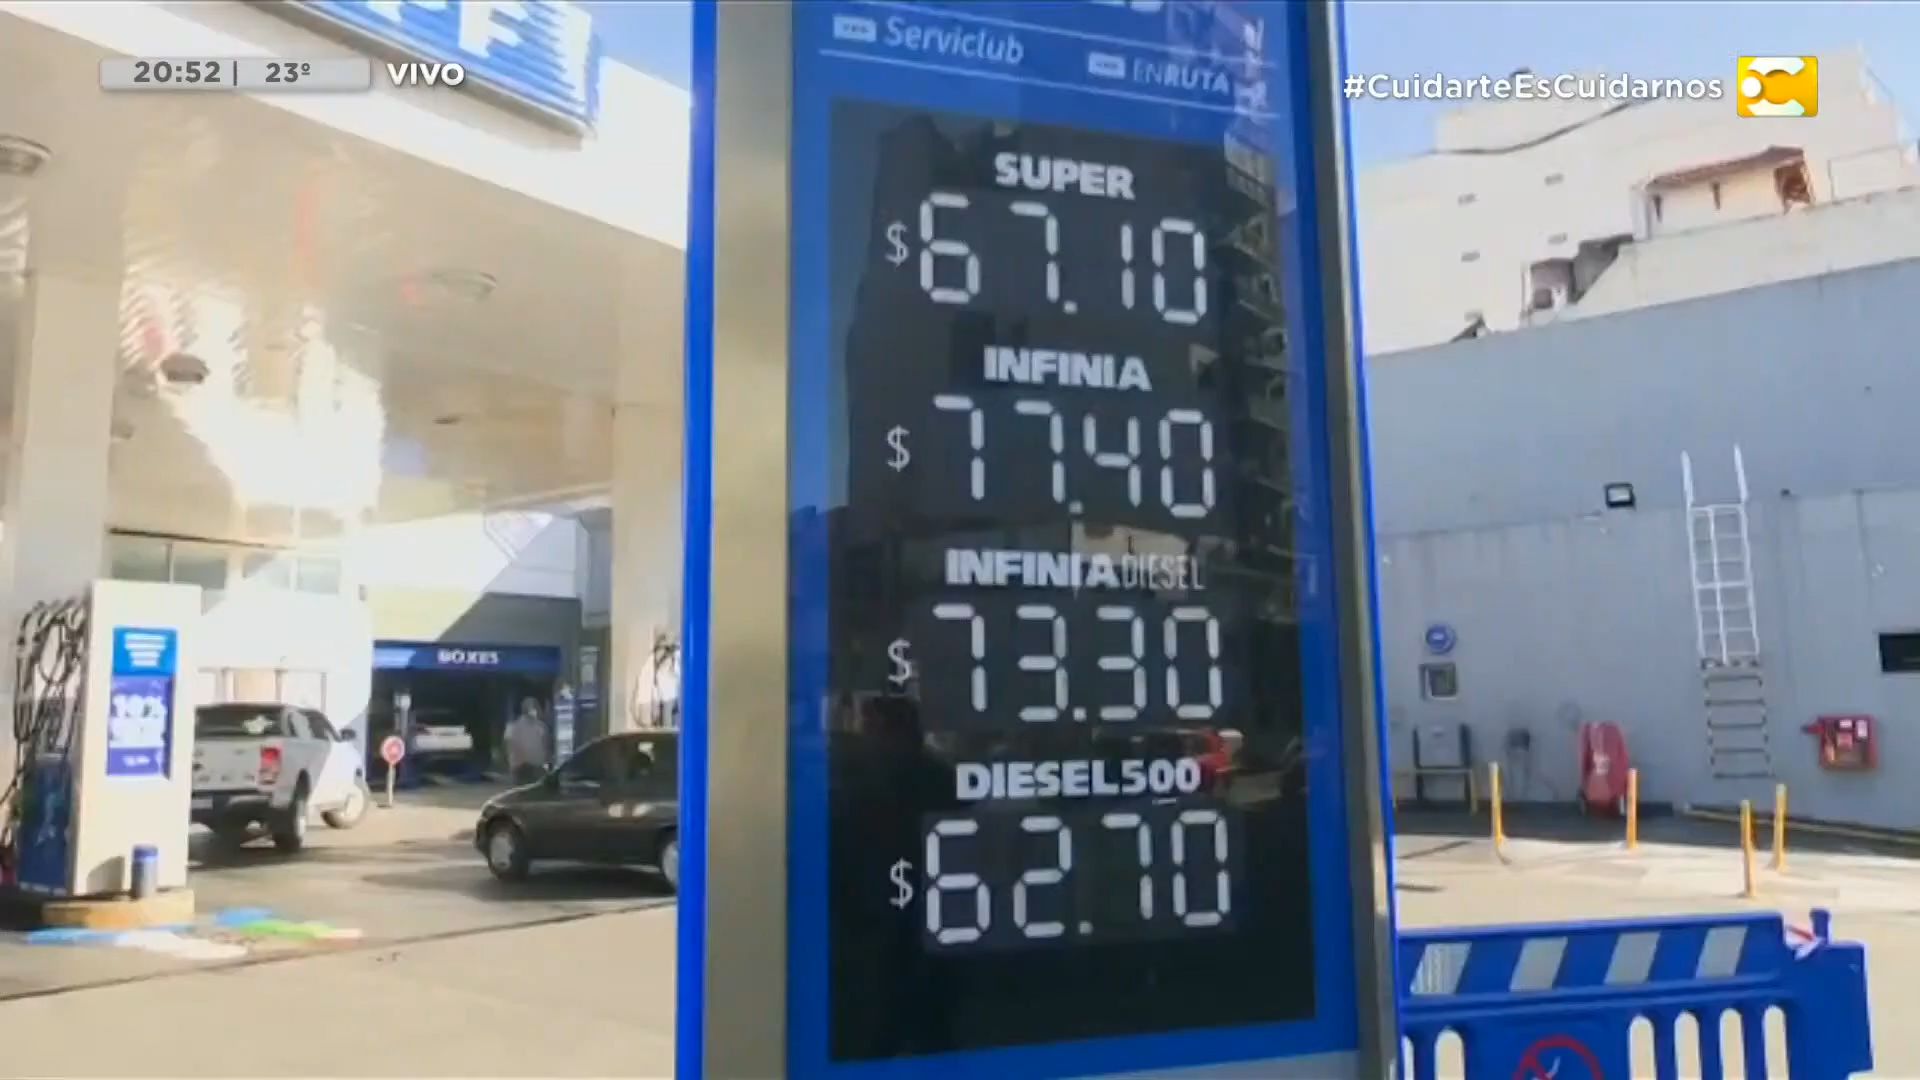 20:52 | 23º VIVO
#CuidarteEsCuidarnos
Serviclub
ENRUTA
SUPER
$67.10
INFINIA
$77.40
INFINIA DIESEL
$73.30
DIESEL500
$62.70
BOXES